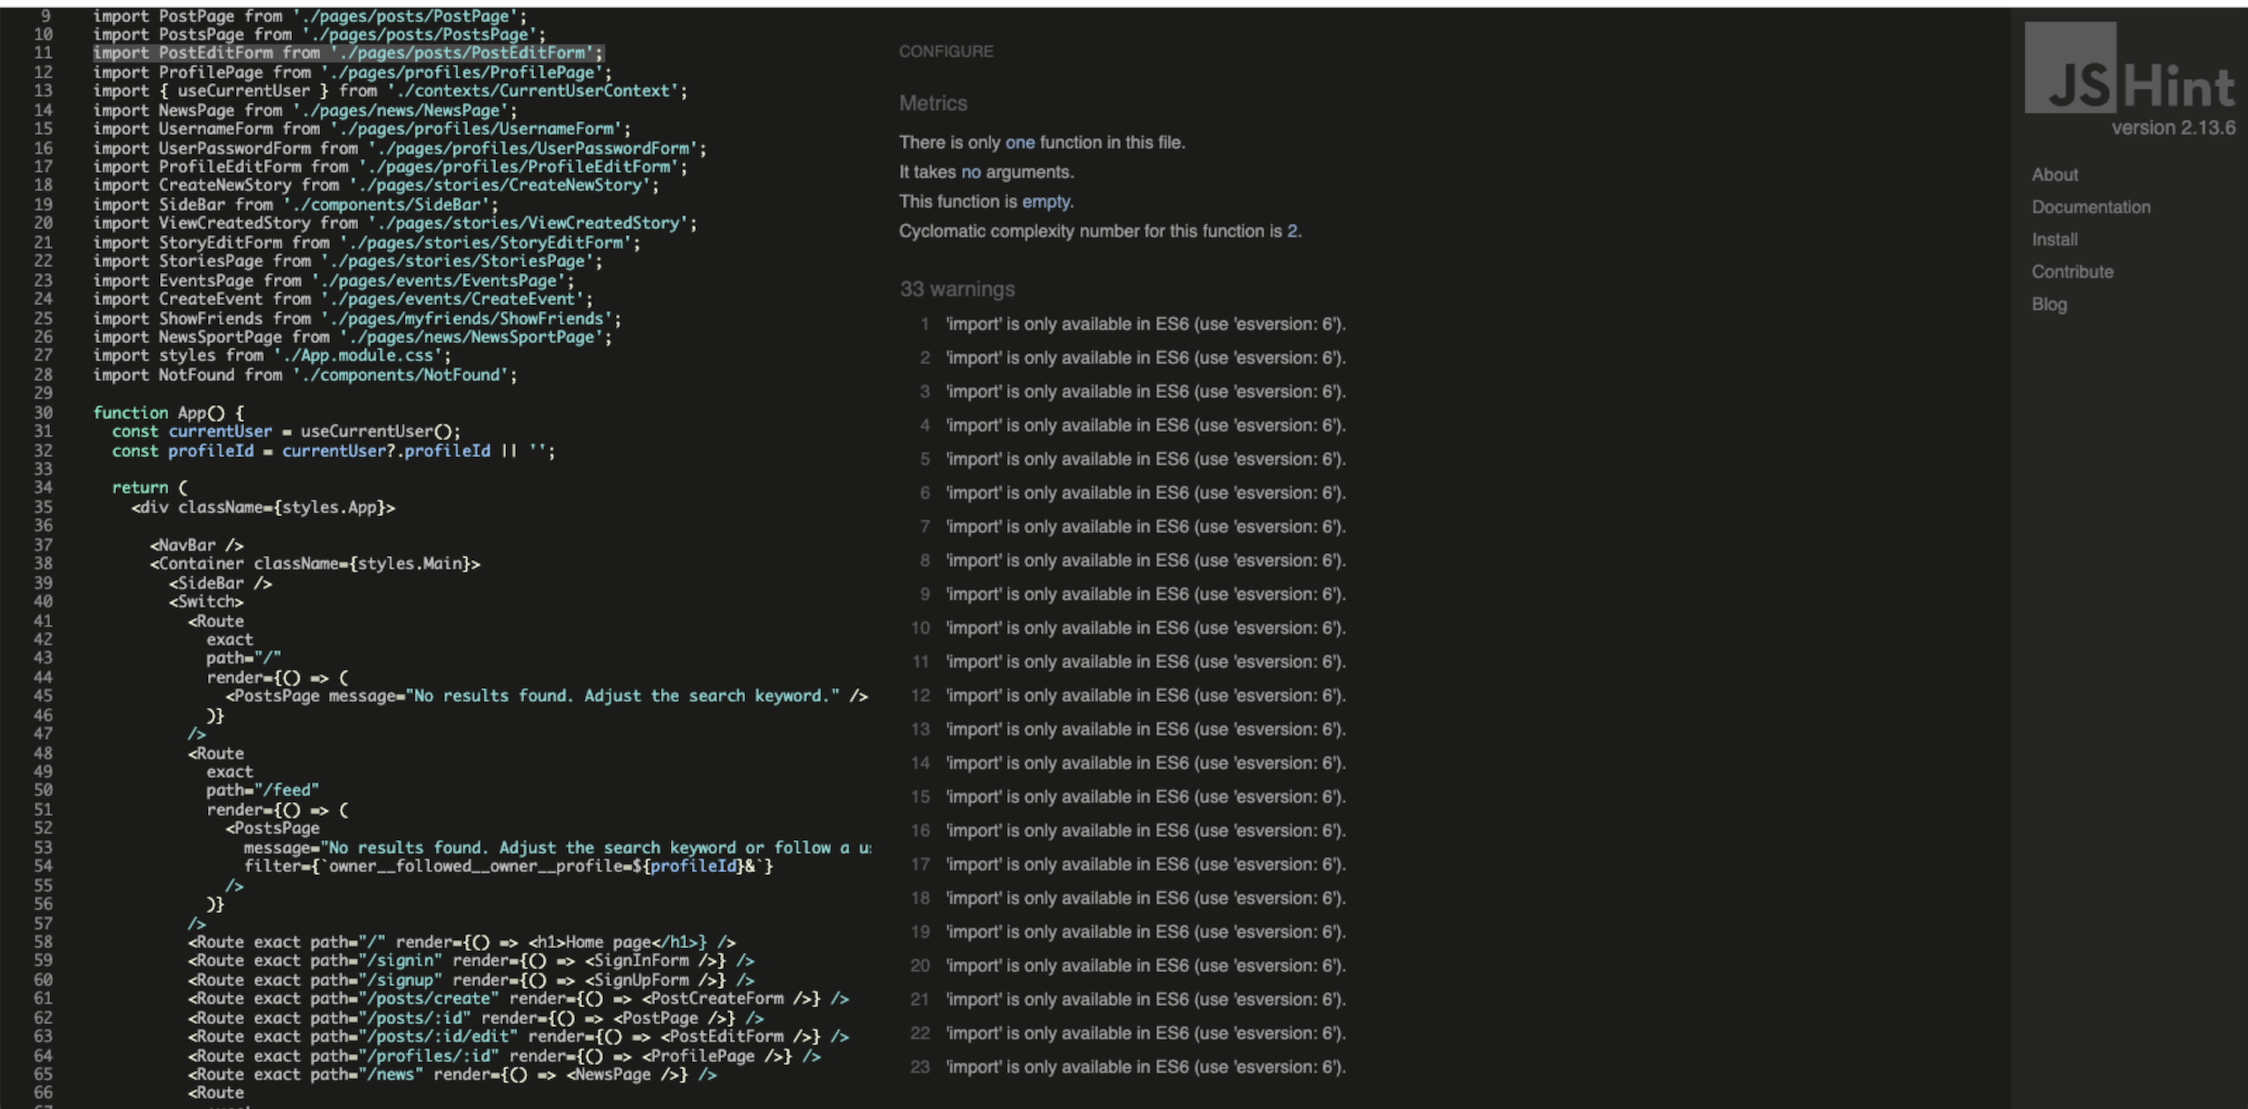 9 import PostPage from './pages/posts/PostPage';
10 import PostsPage from './pages/posts/PostsPage';
11 import PostEditForm from './pages/posts/PostEditForm';
12 import ProfilePage from './pages/profiles/ProfilePage';
13 import { useCurrentUser } from './contexts/CurrentUserContext';
14 import NewsPage from './pages/news/NewsPage';
15 import UsernameForm from './pages/profiles/UsernameForm';
16 import UserPasswordForm from './pages/profiles/UserPasswordForm';
17 import ProfileEditForm from './pages/profiles/ProfileEditForm';
18 import CreateNewStory from './pages/stories/CreateNewStory';
19 import SideBar from './components/SideBar';
20 import ViewCreatedStory from './pages/stories/ViewCreatedStory';
21 import StoryEditForm from './pages/stories/StoryEditForm';
22 import StoriesPage from './pages/stories/StoriesPage';
23 import EventsPage from './pages/events/EventsPage';
24 import CreateEvent from './pages/events/CreateEvent';
25 import ShowFriends from './pages/myfriends/ShowFriends';
26 import NewsSportPage from './pages/news/NewsSportPage';
27 import styles from './App.module.css';
28 import NotFound from './components/NotFound';
29
30 function App() {
31 const currentUser = useCurrentUser();
32 const profileId = currentUser?.profileId || '';
33
34 return (
35 <div className={styles.App}>
36
37 <NavBar />
38 <Container className={styles.Main}>
39 <SideBar />
40 <Switch>
41 <Route
42 exact
43 path="/"
44 render={() => (
45 <PostsPage message="No results found. Adjust the search keyword." />
46 )}
47 />
48 <Route
49 exact
50 path="/feed"
51 render={() => (
52 <PostsPage
53 message="No results found. Adjust the search keyword or follow a u
54 filter={`owner__followed__owner__profile=${profileId}&`}
55 />
56 )}
57 />
58 <Route exact path="/" render={() => <h1>Home page</h1>} />
59 <Route exact path="/signin" render={() => <SignInForm />} />
60 <Route exact path="/signup" render={() => <SignUpForm />} />
61 <Route exact path="/posts/create" render={() => <PostCreateForm />} />
62 <Route exact path="/posts/:id" render={() => <PostPage />} />
63 <Route exact path="/posts/:id/edit" render={() => <PostEditForm />} />
64 <Route exact path="/profiles/:id" render={() => <ProfilePage />} />
65 <Route exact path="/news" render={() => <NewsPage />} />
66 <Route
CONFIGURE
Metrics
There is only one function in this file.
It takes no arguments.
This function is empty.
Cyclomatic complexity number for this function is 2.
33 warnings
1 'import' is only available in ES6 (use 'esversion: 6').
2 'import' is only available in ES6 (use 'esversion: 6').
3 'import' is only available in ES6 (use 'esversion: 6').
4 'import' is only available in ES6 (use 'esversion: 6').
5 'import' is only available in ES6 (use 'esversion: 6').
6 'import' is only available in ES6 (use 'esversion: 6').
7 'import' is only available in ES6 (use 'esversion: 6').
8 'import' is only available in ES6 (use 'esversion: 6').
9 'import' is only available in ES6 (use 'esversion: 6').
10 'import' is only available in ES6 (use 'esversion: 6').
11 'import' is only available in ES6 (use 'esversion: 6').
12 'import' is only available in ES6 (use 'esversion: 6').
13 'import' is only available in ES6 (use 'esversion: 6').
14 'import' is only available in ES6 (use 'esversion: 6').
15 'import' is only available in ES6 (use 'esversion: 6').
16 'import' is only available in ES6 (use 'esversion: 6').
17 'import' is only available in ES6 (use 'esversion: 6').
18 'import' is only available in ES6 (use 'esversion: 6').
19 'import' is only available in ES6 (use 'esversion: 6').
20 'import' is only available in ES6 (use 'esversion: 6').
21 'import' is only available in ES6 (use 'esversion: 6').
22 'import' is only available in ES6 (use 'esversion: 6').
23 'import' is only available in ES6 (use 'esversion: 6').
JSHint
version 2.13.6
About
Documentation
Install
Contribute
Blog